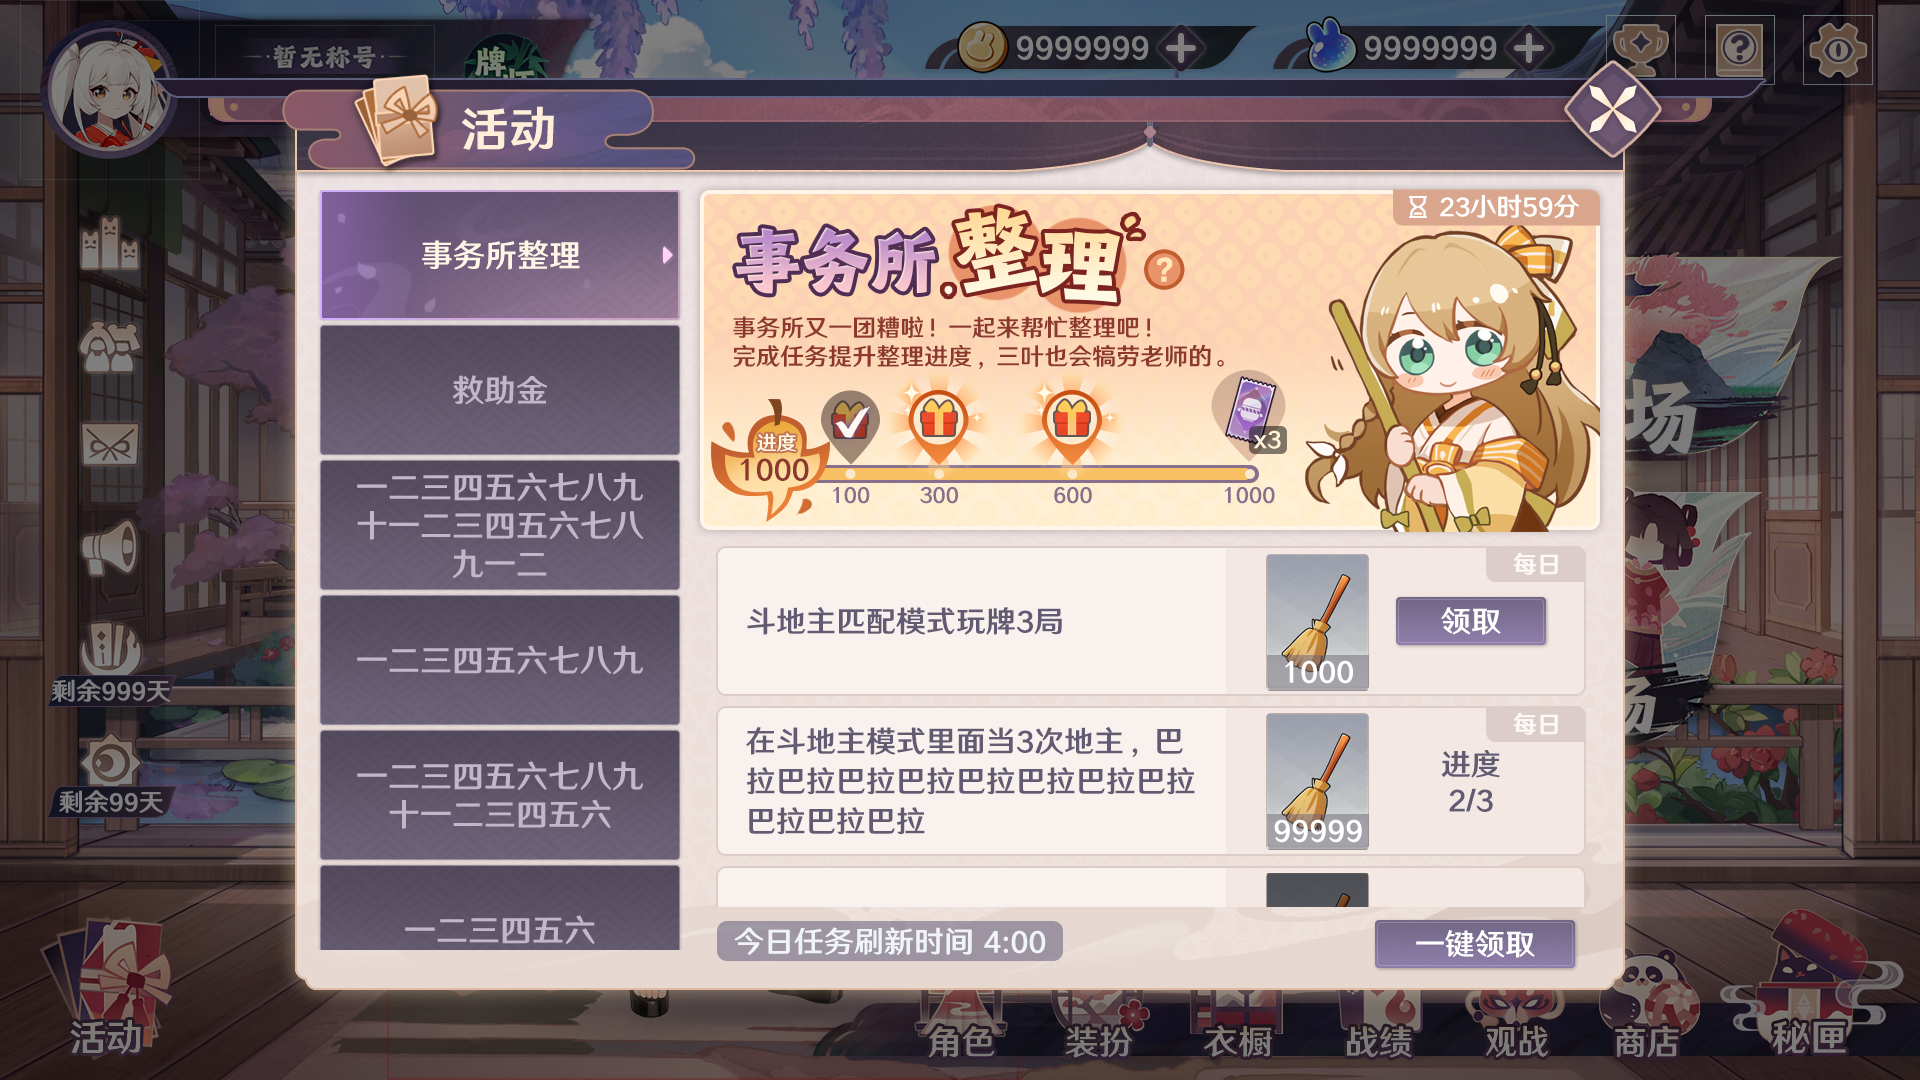 暂无称号
牌
9999999
9999999
活动
事务所整理
救助金
一二三四五六七八九
十一二三四五六七八
九一二
一二三四五六七八九
一二三四五六七八九
十一二三四五六
一二三四五六
23小时59分
事务所整理
?
事务所又一团糟啦！一起来帮忙整理吧！
完成任务提升整理进度，三叶也会犒劳老师的。
进度
1000
x3
100
300
600
1000
每日
斗地主匹配模式玩牌3局
1000
领取
每日
在斗地主模式里面当3次地主，巴
拉巴拉巴拉巴拉巴拉巴拉巴拉巴拉
巴拉巴拉巴拉
99999
进度
2/3
今日任务刷新时间 4:00
一键领取
剩余999天
剩余99天
场
场
活动
角色
装扮
衣橱
战绩
观战
商店
秘匣